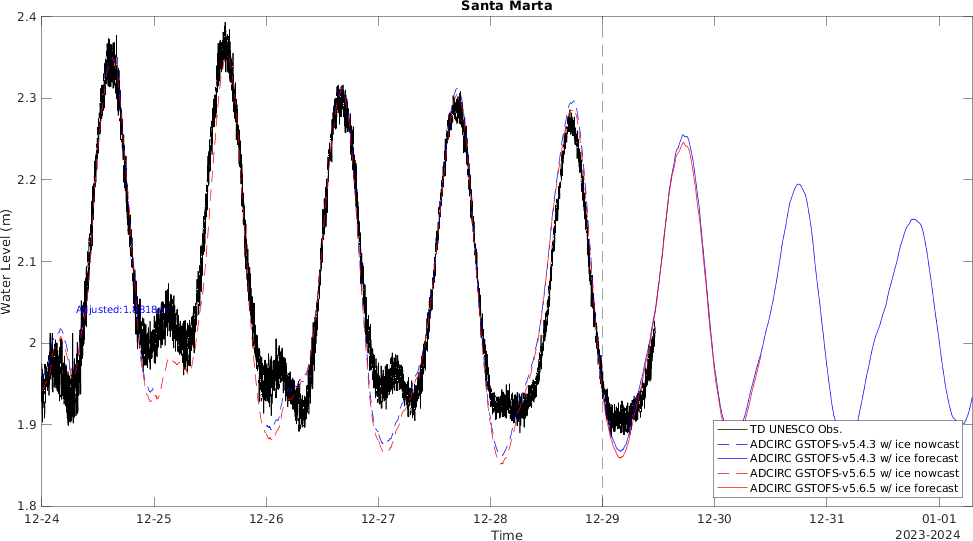 Santa Marta
2.4
2.3
2.2
2.1
2
1.9
1.8
Water Level (m)
12-24
12-25
12-26
12-27
12-28
12-29
12-30
12-31
01-01
Time
2023-2024
TD UNESCO Obs.
ADCIRC GSTOFS-v5.4.3 w/ ice nowcast
ADCIRC GSTOFS-v5.4.3 w/ ice forecast
ADCIRC GSTOFS-v5.6.5 w/ ice nowcast
ADCIRC GSTOFS-v5.6.5 w/ ice forecast